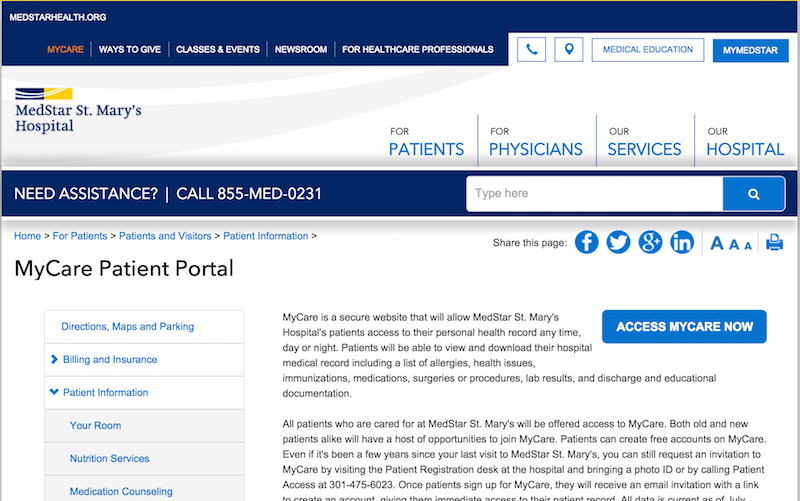 MEDSTARHEALTH.ORG
MYCARE
WAYS TO GIVE
CLASSES & EVENTS
NEWSROOM
FOR HEALTHCARE PROFESSIONALS
MEDICAL EDUCATION
MYMEDSTAR
MedStar St. Mary's
Hospital
FOR
PATIENTS
FOR
PHYSICIANS
OUR
SERVICES
OUR
HOSPITAL
NEED ASSISTANCE? | CALL 855-MED-0231
Type here
Home > For Patients > Patients and Visitors > Patient Information >
Share this page:
A A A
MyCare Patient Portal
Directions, Maps and Parking
Billing and Insurance
Patient Information
Your Room
Nutrition Services
Medication Counseling
MyCare is a secure website that will allow MedStar St. Mary's
Hospital's patients access to their personal health record any time,
day or night. Patients will be able to view and download their hospital
medical record including a list of allergies, health issues,
immunizations, medications, surgeries or procedures, lab results, and discharge and educational
documentation.
ACCESS MYCARE NOW
All patients who are cared for at MedStar St. Mary's will be offered access to MyCare. Both old and new
patients alike will have a host of opportunities to join MyCare. Patients can create free accounts on MyCare.
Even if it's been a few years since your last visit to MedStar St. Mary's, you can still request an invitation to
MyCare by visiting the Patient Registration desk at the hospital and bringing a photo ID or by calling Patient
Access at 301-475-6023. Once patients sign up for MyCare, they will receive an email invitation with a link
to create an account, giving them immediate access to their patient record. All data is current as of July